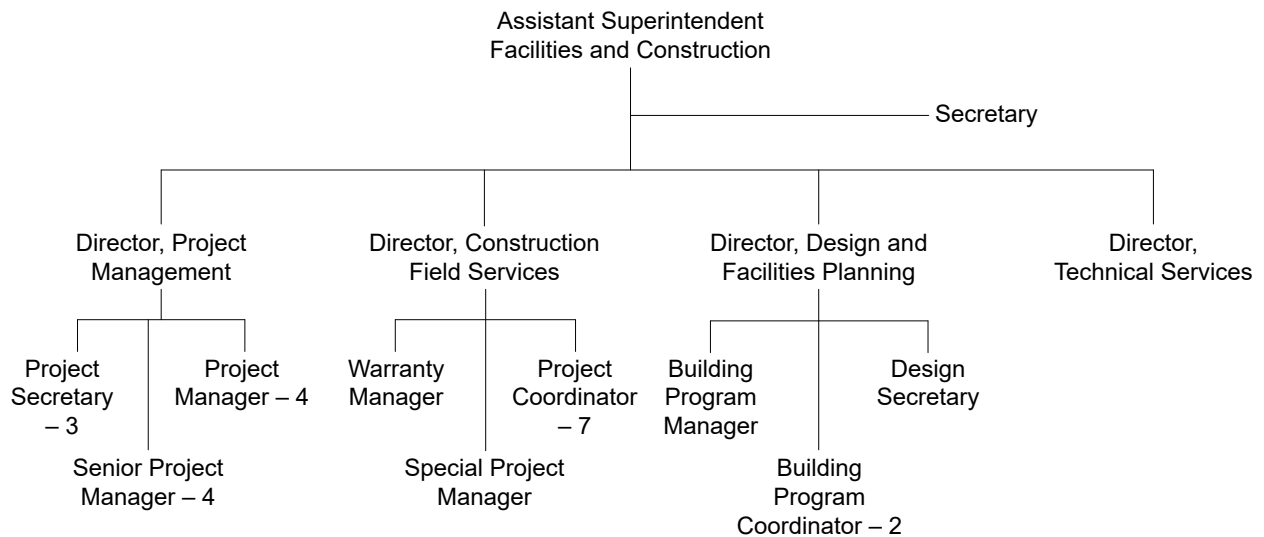 Assistant Superintendent
Facilities and Construction
Secretary
Director, Project
Management
Director, Construction
Field Services
Director, Design and
Facilities Planning
Director,
Technical Services
Project
Secretary
– 3
Project
Manager – 4
Senior Project
Manager – 4
Warranty
Manager
Project
Coordinator
– 7
Special Project
Manager
Building
Program
Manager
Design
Secretary
Building
Program
Coordinator – 2